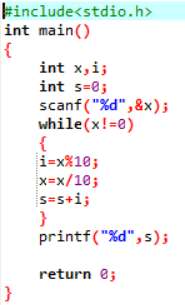 #include<stdio.h>
int main()
{
    int x,i;
    int s=0;
    scanf("%d",&x);
    while(x!=0)
    {
    i=x%10;
    x=x/10;
    s=s+i;
    }
    printf("%d",s);

    return 0;
}